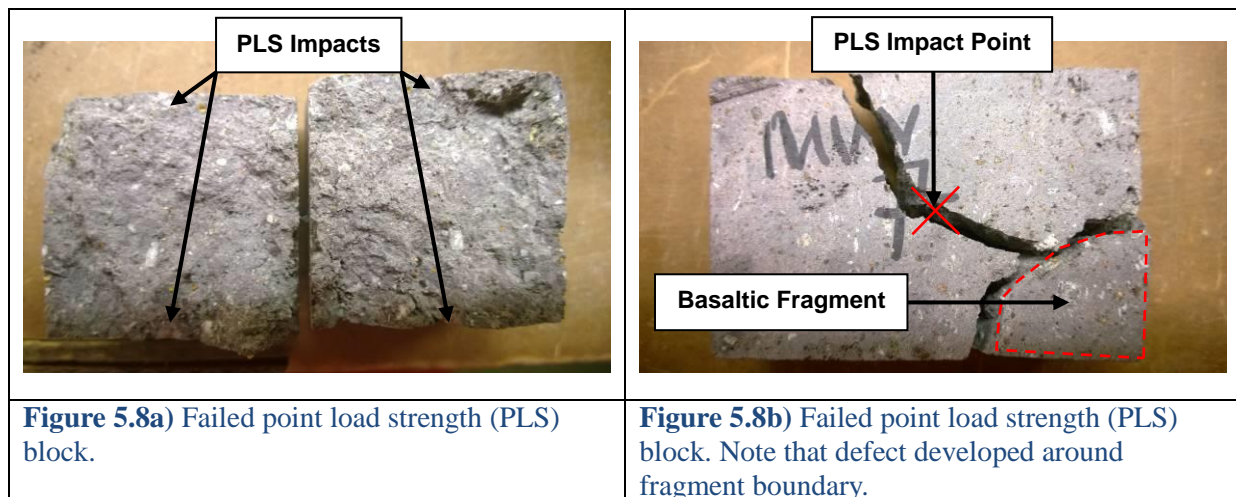 PLS Impacts
PLS Impact Point
Basaltic Fragment
Figure 5.8a) Failed point load strength (PLS)
block.
Figure 5.8b) Failed point load strength (PLS)
block. Note that defect developed around
fragment boundary.